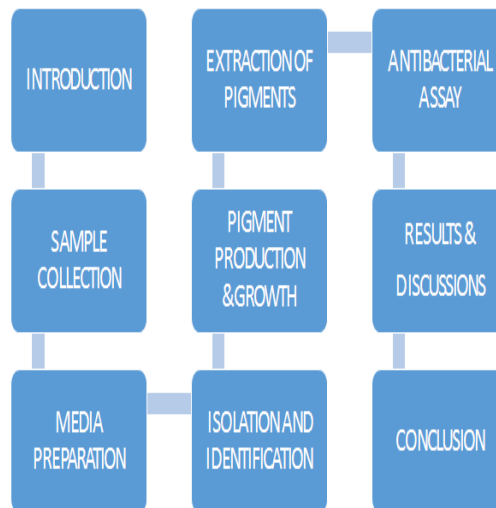 INTRODUCTION
SAMPLE
COLLECTION
MEDIA
PREPARATION
ISOLATION AND
IDENTIFICATION
PIGMENT
PRODUCTION
&GROWTH
EXTRACTION OF
PIGMENTS
ANTIBACTERIAL
ASSAY
RESULTS &
DISCUSSIONS
CONCLUSION